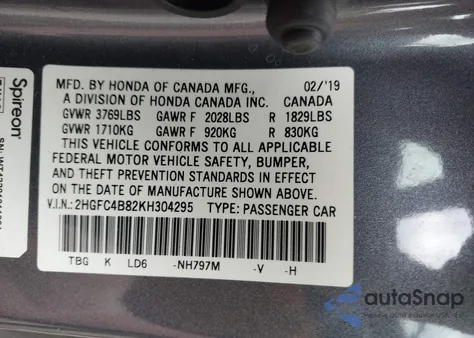 MFD. BY HONDA OF CANADA MFG., 02/'19
A DIVISION OF HONDA CANADA INC. CANADA
GVWR 3769LBS GAWR F 2028LBS R 1829LBS
GVWR 1710KG GAWR F 920KG R 830KG
THIS VEHICLE CONFORMS TO ALL APPLICABLE
FEDERAL MOTOR VEHICLE SAFETY, BUMPER,
AND THEFT PREVENTION STANDARDS IN EFFECT ON
THE DATE OF MANUFACTURE SHOWN ABOVE.
V.I.N.: 2HGFC4B82KH304295 TYPE: PASSENGER CAR
TBG K LD6 -NH797M -V -H
Spireon
autoSnap